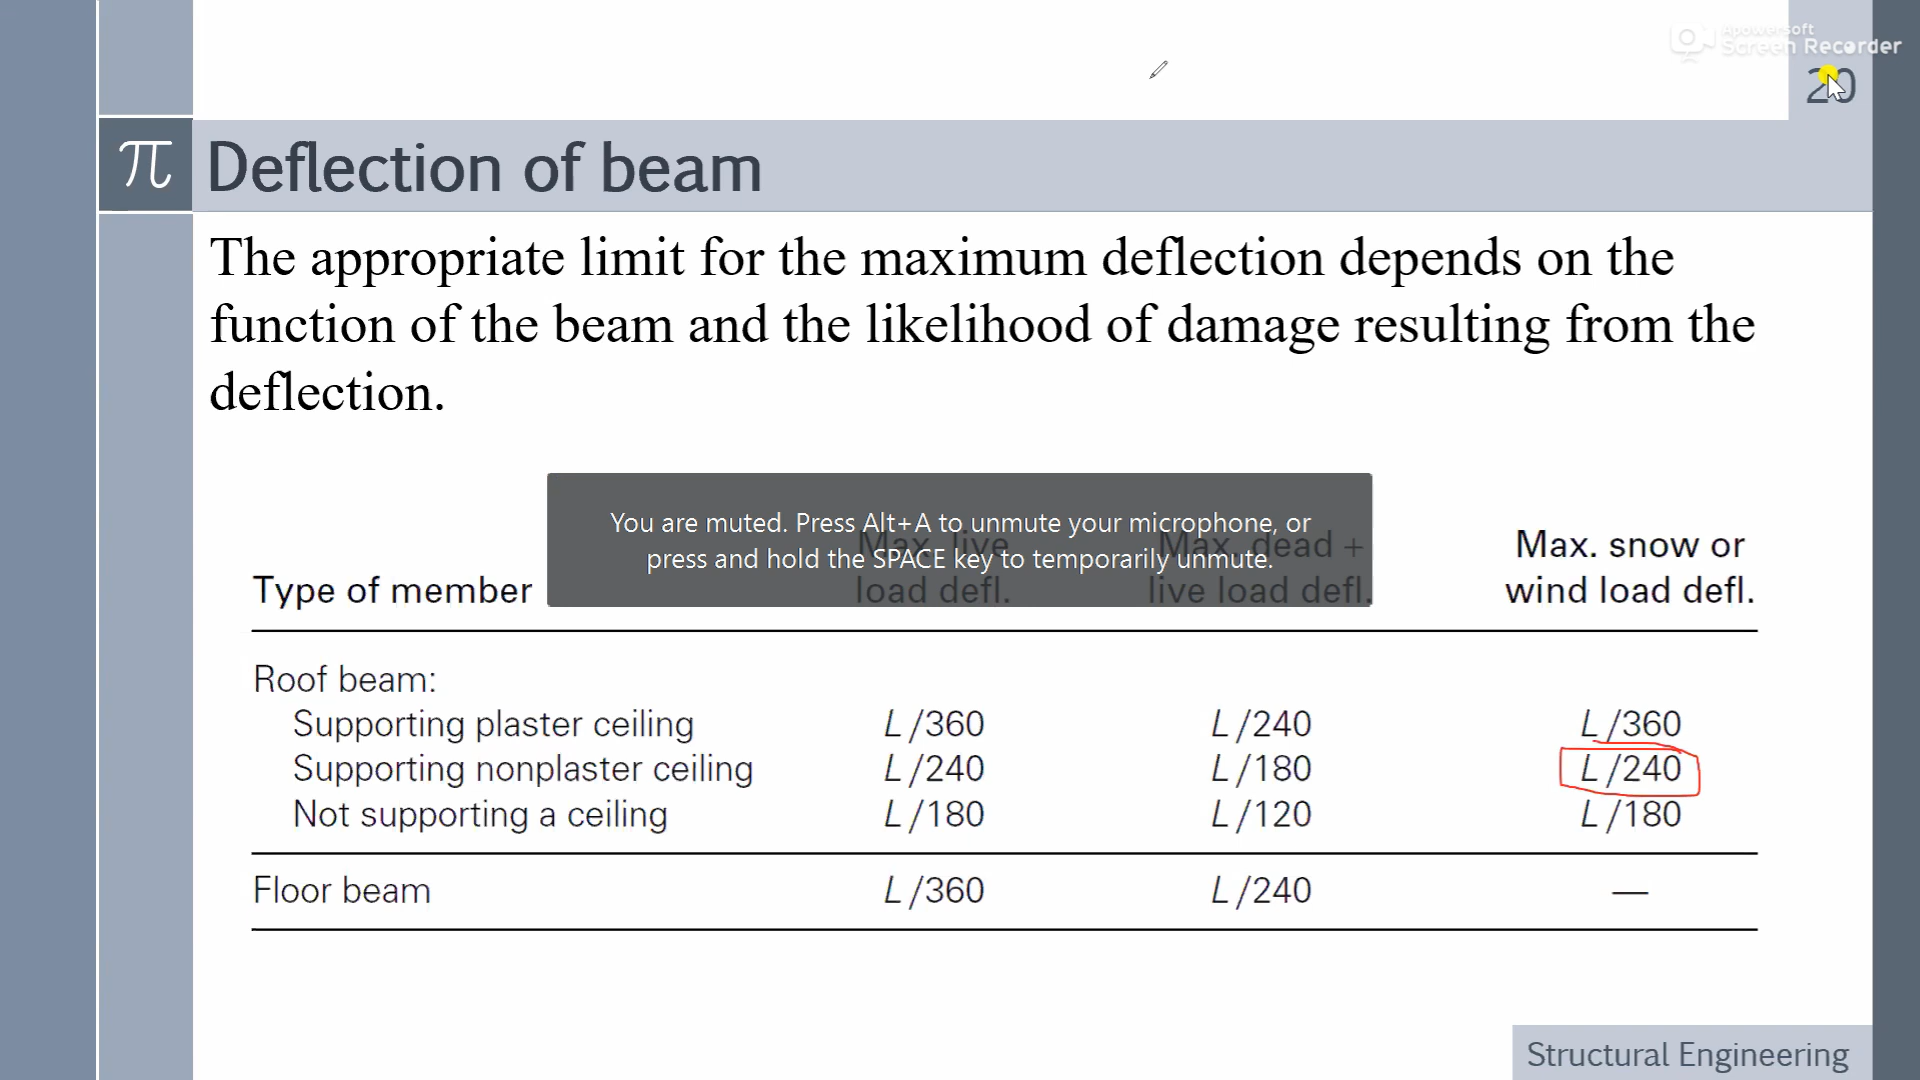 Apowersoft
Screen Recorder
20
π Deflection of beam
The appropriate limit for the maximum deflection depends on the
function of the beam and the likelihood of damage resulting from the
deflection.
You are muted. Press Alt+A to unmute your microphone, or
press and hold the SPACE key to temporarily unmute.
Type of member Max. live load defl. Max. dead + live load defl. Max. snow or wind load defl.
Roof beam:
Supporting plaster ceiling L/360 L/240 L/360
Supporting nonplaster ceiling L/240 L/180 L/240
Not supporting a ceiling L/180 L/120 L/180
Floor beam L/360 L/240 —
Structural Engineering